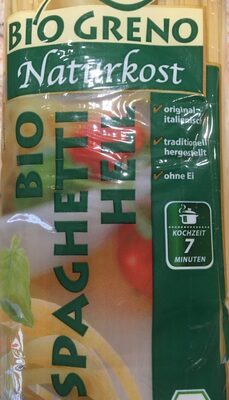 BIO GRENO
Naturkost
original
italienisch
traditionell
hergestellt
ohne Ei
BIO
SPAGHETTI
HELL
KOCHZEIT
7
MINUTEN